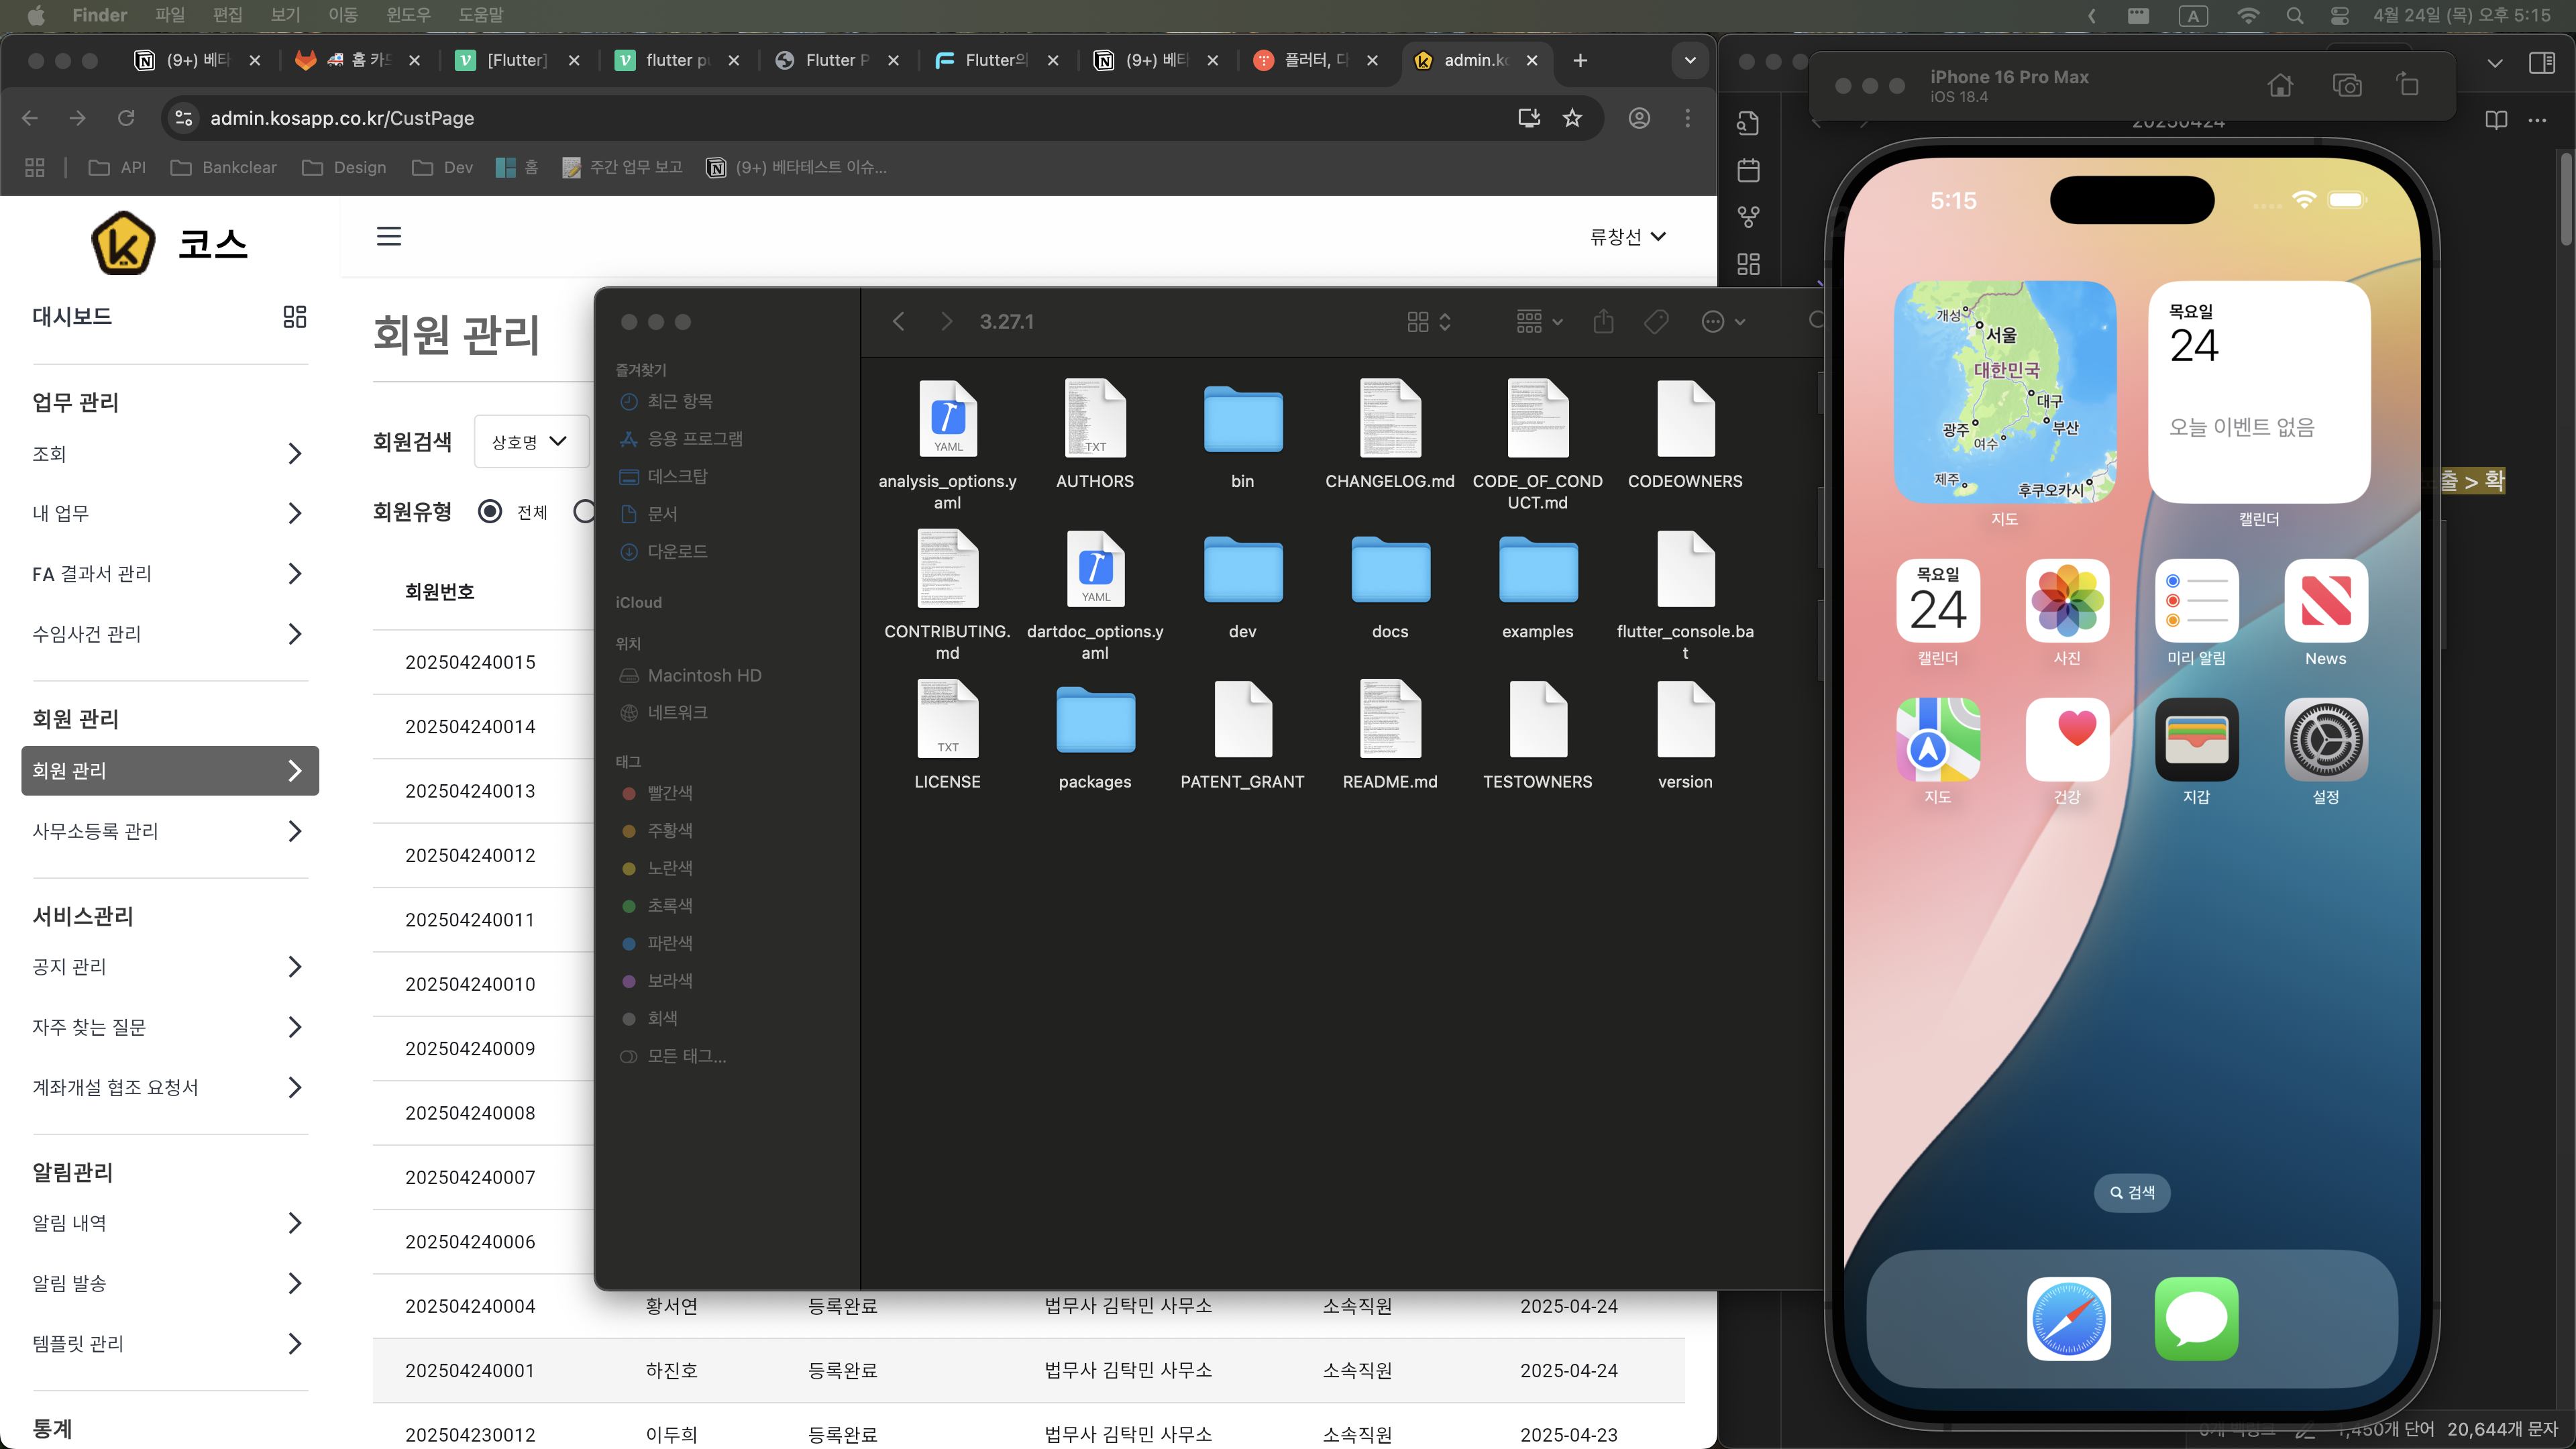 Finder 파일 편집 보기 이동 윈도우 도움말
A 4월 24일 (목) 오후 5:15
(9+) 베타
홈 카드
[Flutter]
flutter pu
Flutter P
Flutter의
(9+) 베타
플러터, 다
admin.ko
admin.kosapp.co.kr/CustPage
API Bankclear Design Dev 홈 주간 업무 보고 (9+) 베타테스트 이슈...
코스
류창선
대시보드
업무 관리
조회
내 업무
FA 결과서 관리
수임사건 관리
회원 관리
회원 관리
사무소등록 관리
서비스관리
공지 관리
자주 찾는 질문
계좌개설 협조 요청서
알림관리
알림 내역
알림 발송
템플릿 관리
통계
회원 관리
회원검색 상호명
회원유형 전체
회원번호
202504240015
202504240014
202504240013
202504240012
202504240011
202504240010
202504240009
202504240008
202504240007
202504240006
202504240004 황서연 등록완료 법무사 김탁민 사무소 소속직원 2025-04-24
202504240001 하진호 등록완료 법무사 김탁민 사무소 소속직원 2025-04-24
202504230012 이두희 등록완료 법무사 김탁민 사무소 소속직원 2025-04-23
즐겨찾기
최근 항목
응용 프로그램
데스크탑
문서
다운로드
iCloud
위치
Macintosh HD
네트워크
태그
빨간색
주황색
노란색
초록색
파란색
보라색
회색
모든 태그...
3.27.1
YAML
TXT
analysis_options.y
aml
AUTHORS
bin
CHANGELOG.md
CODE_OF_COND
UCT.md
CODEOWNERS
YAML
CONTRIBUTING.
md
dartdoc_options.y
aml
dev
docs
examples
flutter_console.ba
t
TXT
LICENSE
packages
PATENT_GRANT
README.md
TESTOWNERS
version
iPhone 16 Pro Max
iOS 18.4
20250424
5:15
개성
서울
대한민국
대구
광주
부산
여수
제주
후쿠오카시
지도
목요일
24
오늘 이벤트 없음
캘린더
목요일
24
캘린더
사진
미리 알림
News
지도
건강
지갑
설정
검색
출 > 확
0개 백링크 1,450개 단어 20,644개 문자